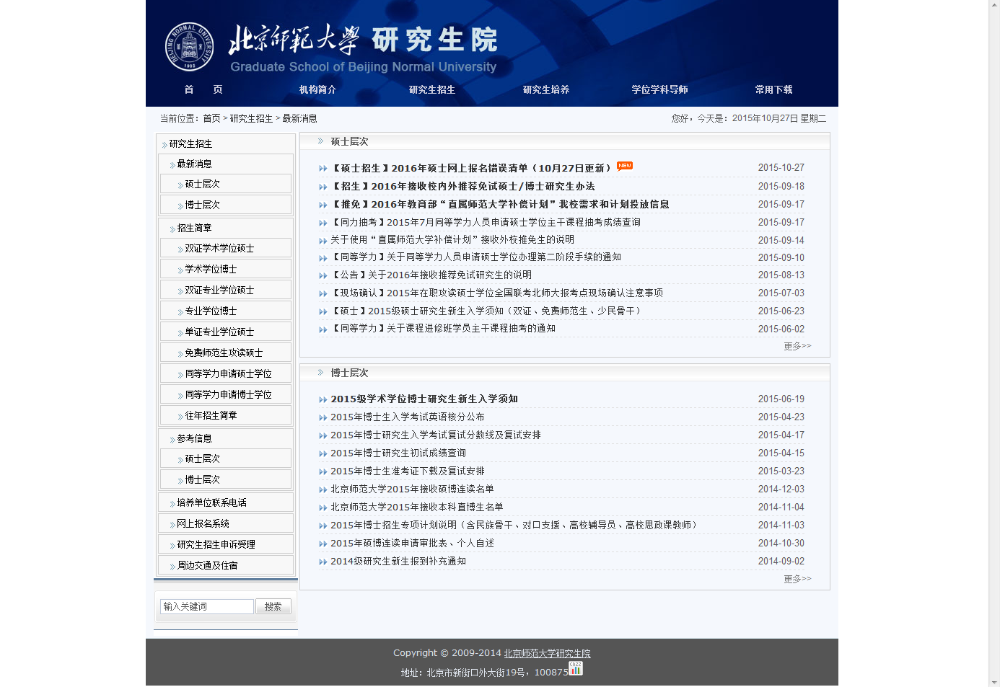 北京师范大学 研究生院
Graduate School of Beijing Normal University
BEIJING NORMAL UNIVERSITY
1902
首 页 机构简介 研究生招生 研究生培养 学位学科导师 常用下载
当前位置：首页 > 研究生招生 > 最新消息 您好，今天是：2015年10月27日 星期二
研究生招生
最新消息
硕士层次
博士层次
招生简章
双证学术学位硕士
学术学位博士
双证专业学位硕士
专业学位博士
单证专业学位硕士
免费师范生攻读硕士
同等学力申请硕士学位
同等学力申请博士学位
往年招生简章
参考信息
硕士层次
博士层次
培养单位联系电话
网上报名系统
研究生招生申诉受理
周边交通及住宿
输入关键词 搜索
硕士层次
【硕士招生】2016年硕士网上报名错误清单（10月27日更新） NEW 2015-10-27
【招生】2016年接收校内外推荐免试硕士/博士研究生办法 2015-09-18
【推免】2016年教育部“直属师范大学补偿计划”我校需求和计划投放信息 2015-09-17
【同力抽考】2015年7月同等学力人员申请硕士学位主干课程抽考成绩查询 2015-09-17
关于使用“直属师范大学补偿计划”接收外校推免生的说明 2015-09-14
【同等学力】关于同等学力人员申请硕士学位办理第二阶段手续的通知 2015-09-10
【公告】关于2016年接收推荐免试研究生的说明 2015-08-13
【现场确认】2015年在职攻读硕士学位全国联考北师大报考点现场确认注意事项 2015-07-03
【硕士】2015级硕士研究生新生入学须知（双证、免费师范生、少民骨干） 2015-06-23
【同等学力】关于课程进修班学员主干课程抽考的通知 2015-06-02
更多>>
博士层次
2015级学术学位博士研究生新生入学须知 2015-06-19
2015年博士生入学考试英语核分公布 2015-04-23
2015年博士研究生入学考试复试分数线及复试安排 2015-04-17
2015年博士研究生初试成绩查询 2015-04-15
2015年博士生准考证下载及复试安排 2015-03-23
北京师范大学2015年接收硕博连读名单 2014-12-03
北京师范大学2015年接收本科直博生名单 2014-11-04
2015年博士招生专项计划说明（含民族骨干、对口支援、高校辅导员、高校思政课教师） 2014-11-03
2015年硕博连读申请审批表、个人自述 2014-10-30
2014级研究生新生报到补充通知 2014-09-02
更多>>
Copyright © 2009-2014 北京师范大学研究生院
地址：北京市新街口外大街19号，100875 CNZZ